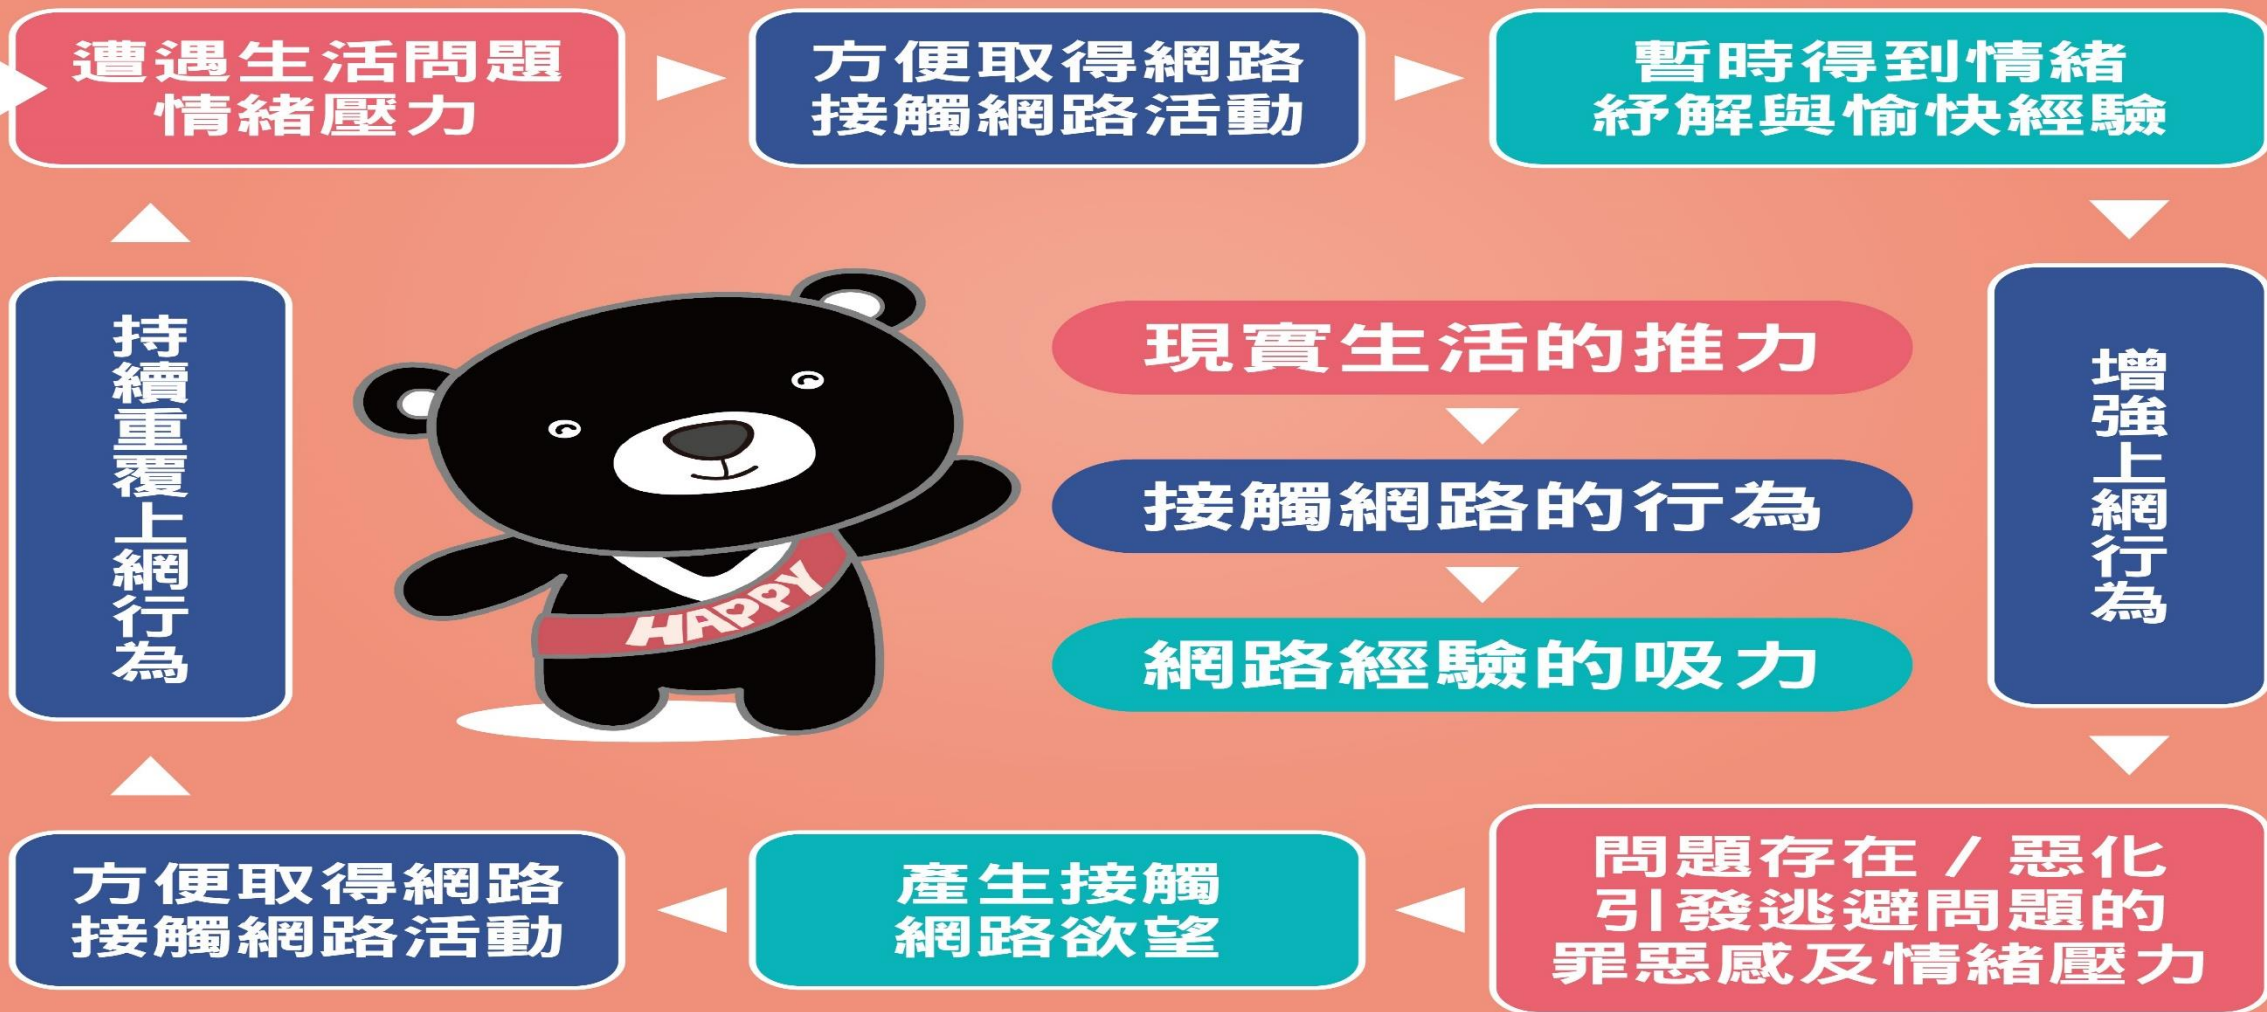 遭遇生活問題
情緒壓力
方便取得網路
接觸網路活動
暫時得到情緒
紓解與愉快經驗
增強上網行為
問題存在/惡化
引發逃避問題的
罪惡感及情緒壓力
產生接觸
網路欲望
方便取得網路
接觸網路活動
持續重覆上網行為
現實生活的推力
接觸網路的行為
網路經驗的吸力
HAPPY